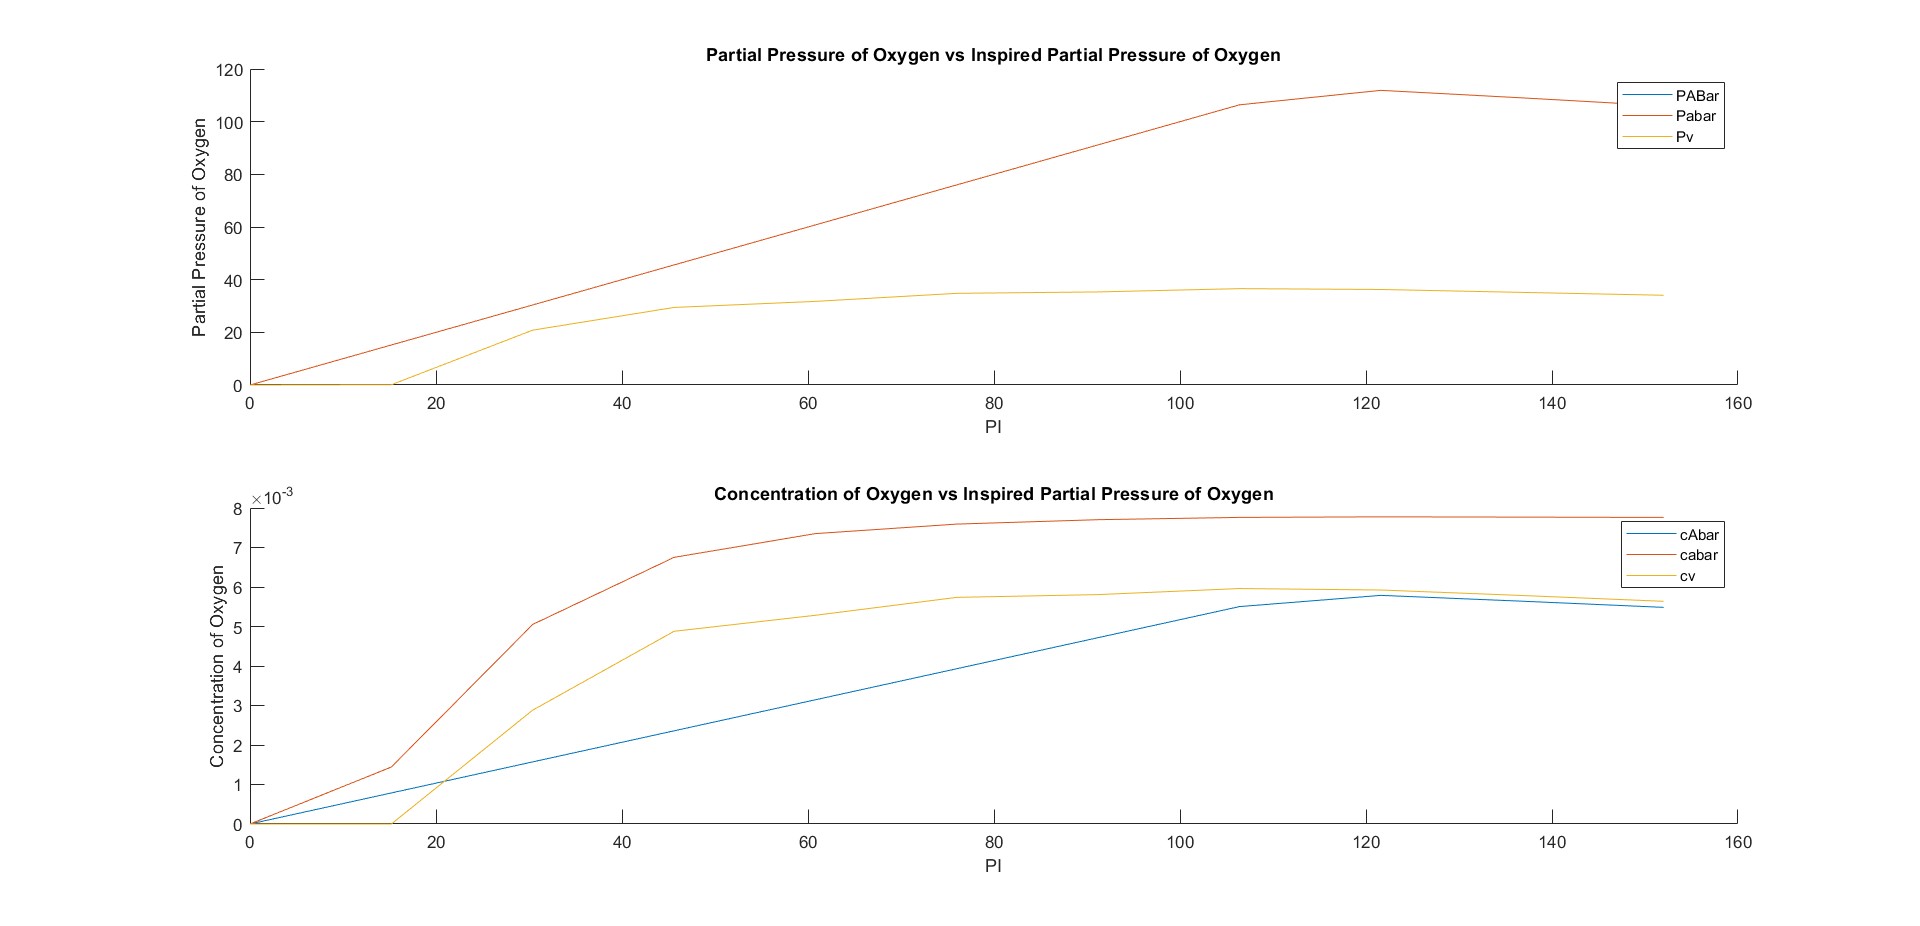 Partial Pressure of Oxygen vs Inspired Partial Pressure of Oxygen
120
100
80
60
40
20
0
Partial Pressure of Oxygen
PABar
Pabar
Pv
0 20 40 60 80 100 120 140 160
PI
Concentration of Oxygen vs Inspired Partial Pressure of Oxygen
×10-3
8
7
6
5
4
3
2
1
0
Concentration of Oxygen
cAbar
cabar
cv
0 20 40 60 80 100 120 140 160
PI